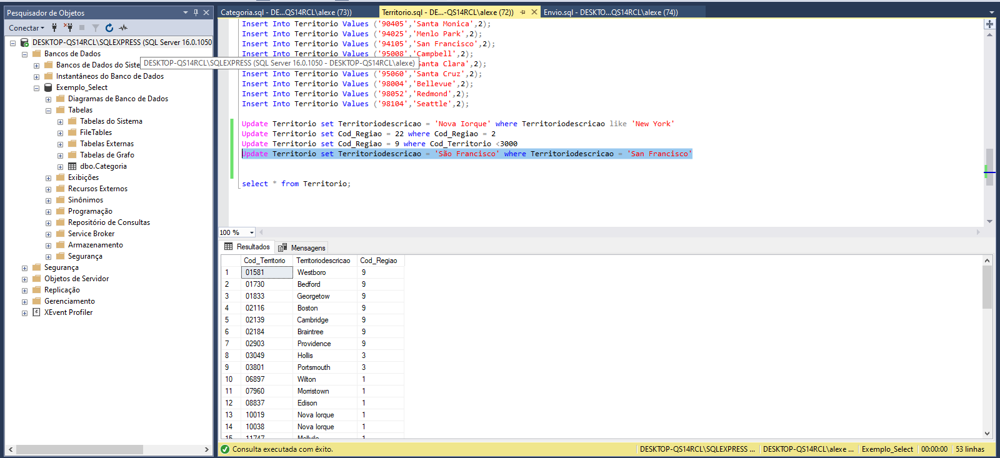 Pesquisador de Objetos
Conectar
DESKTOP-QS14RCL\SQLEXPRESS (SQL Server 16.0.1050
Bancos de Dados
Bancos de Dados do Siste
DESKTOP-QS14RCL\SQLEXPRESS (SQL Server 16.0.1050 - DESKTOP-QS14RCL\alexe)
Instantâneos do Banco de Dados
Exemplo_Select
Diagramas de Banco de Dados
Tabelas
Tabelas do Sistema
FileTables
Tabelas Externas
Tabelas de Grafo
dbo.Categoria
Exibições
Recursos Externos
Sinônimos
Programação
Repositório de Consultas
Service Broker
Armazenamento
Segurança
Segurança
Objetos de Servidor
Replicação
Gerenciamento
XEvent Profiler
Categoria.sql - DE...QS14RCL\alexe (73))
Territorio.sql - DE...-QS14RCL\alexe (72))
Envio.sql - DESKTO...QS14RCL\alexe (74))
Insert Into Territorio Values ('90405','Santa Monica',2);
Insert Into Territorio Values ('94025','Menlo Park',2);
Insert Into Territorio Values ('94105','San Francisco',2);
Insert Into Territorio Values ('95008','Campbell',2);
Santa Clara',2);
Insert Into Territorio Values ('95060','Santa Cruz',2);
Insert Into Territorio Values ('98004','Bellevue',2);
Insert Into Territorio Values ('98052','Redmond',2);
Insert Into Territorio Values ('98104','Seattle',2);
Update Territorio set Territoriodescricao = 'Nova Iorque' where Territoriodescricao like 'New York'
Update Territorio set Cod_Regiao = 22 where Cod_Regiao = 2
Update Territorio set Cod_Regiao = 9 where Cod_Territorio <3000
Update Territorio set Territoriodescricao = 'São Francisco' where Territoriodescricao = 'San Francisco'
select * from Territorio;
100 %
Resultados Mensagens
Cod_Territorio Territoriodescricao Cod_Regiao
1 01581 Westboro 9
2 01730 Bedford 9
3 01833 Georgetow 9
4 02116 Boston 9
5 02139 Cambridge 9
6 02184 Braintree 9
7 02903 Providence 9
8 03049 Hollis 3
9 03801 Portsmouth 3
10 06897 Wilton 1
11 07960 Morristown 1
12 08837 Edison 1
13 10019 Nova Iorque 1
14 10038 Nova Iorque 1
15 11747 Mellvile 1
Consulta executada com êxito.
DESKTOP-QS14RCL\SQLEXPRESS ... DESKTOP-QS14RCL\alexe ... Exemplo_Select 00:00:00 53 linhas